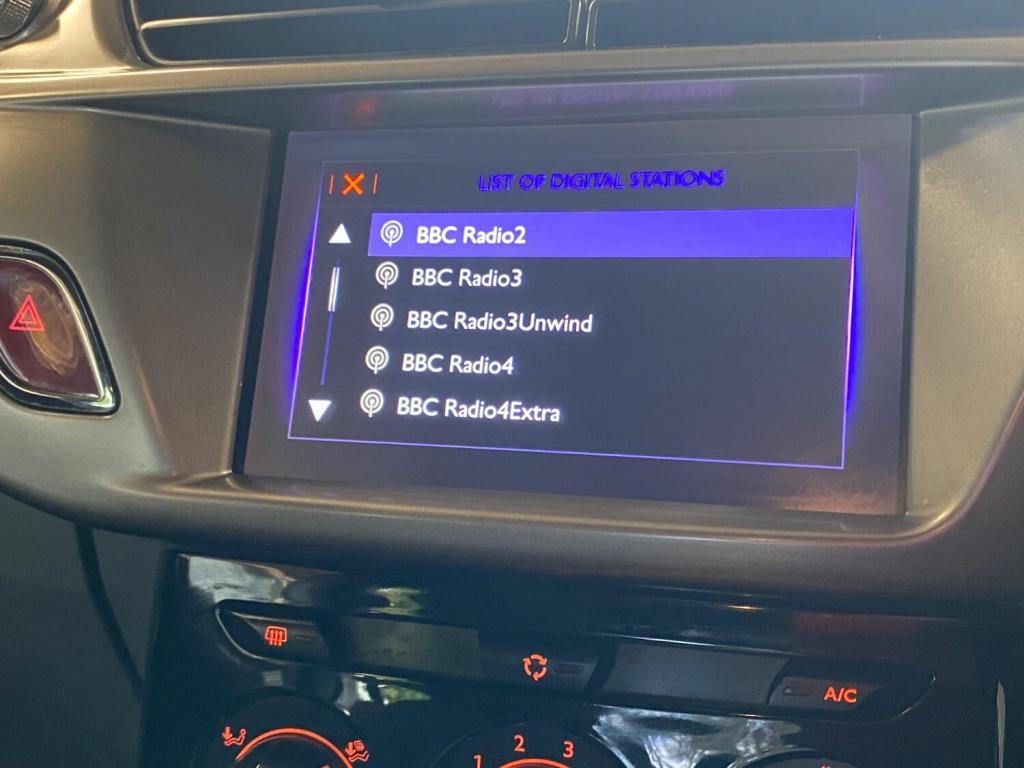 LIST OF DIGITAL STATIONS
BBC Radio2
BBC Radio3
BBC Radio3Unwind
BBC Radio4
BBC Radio4Extra
A/C
1 2 3